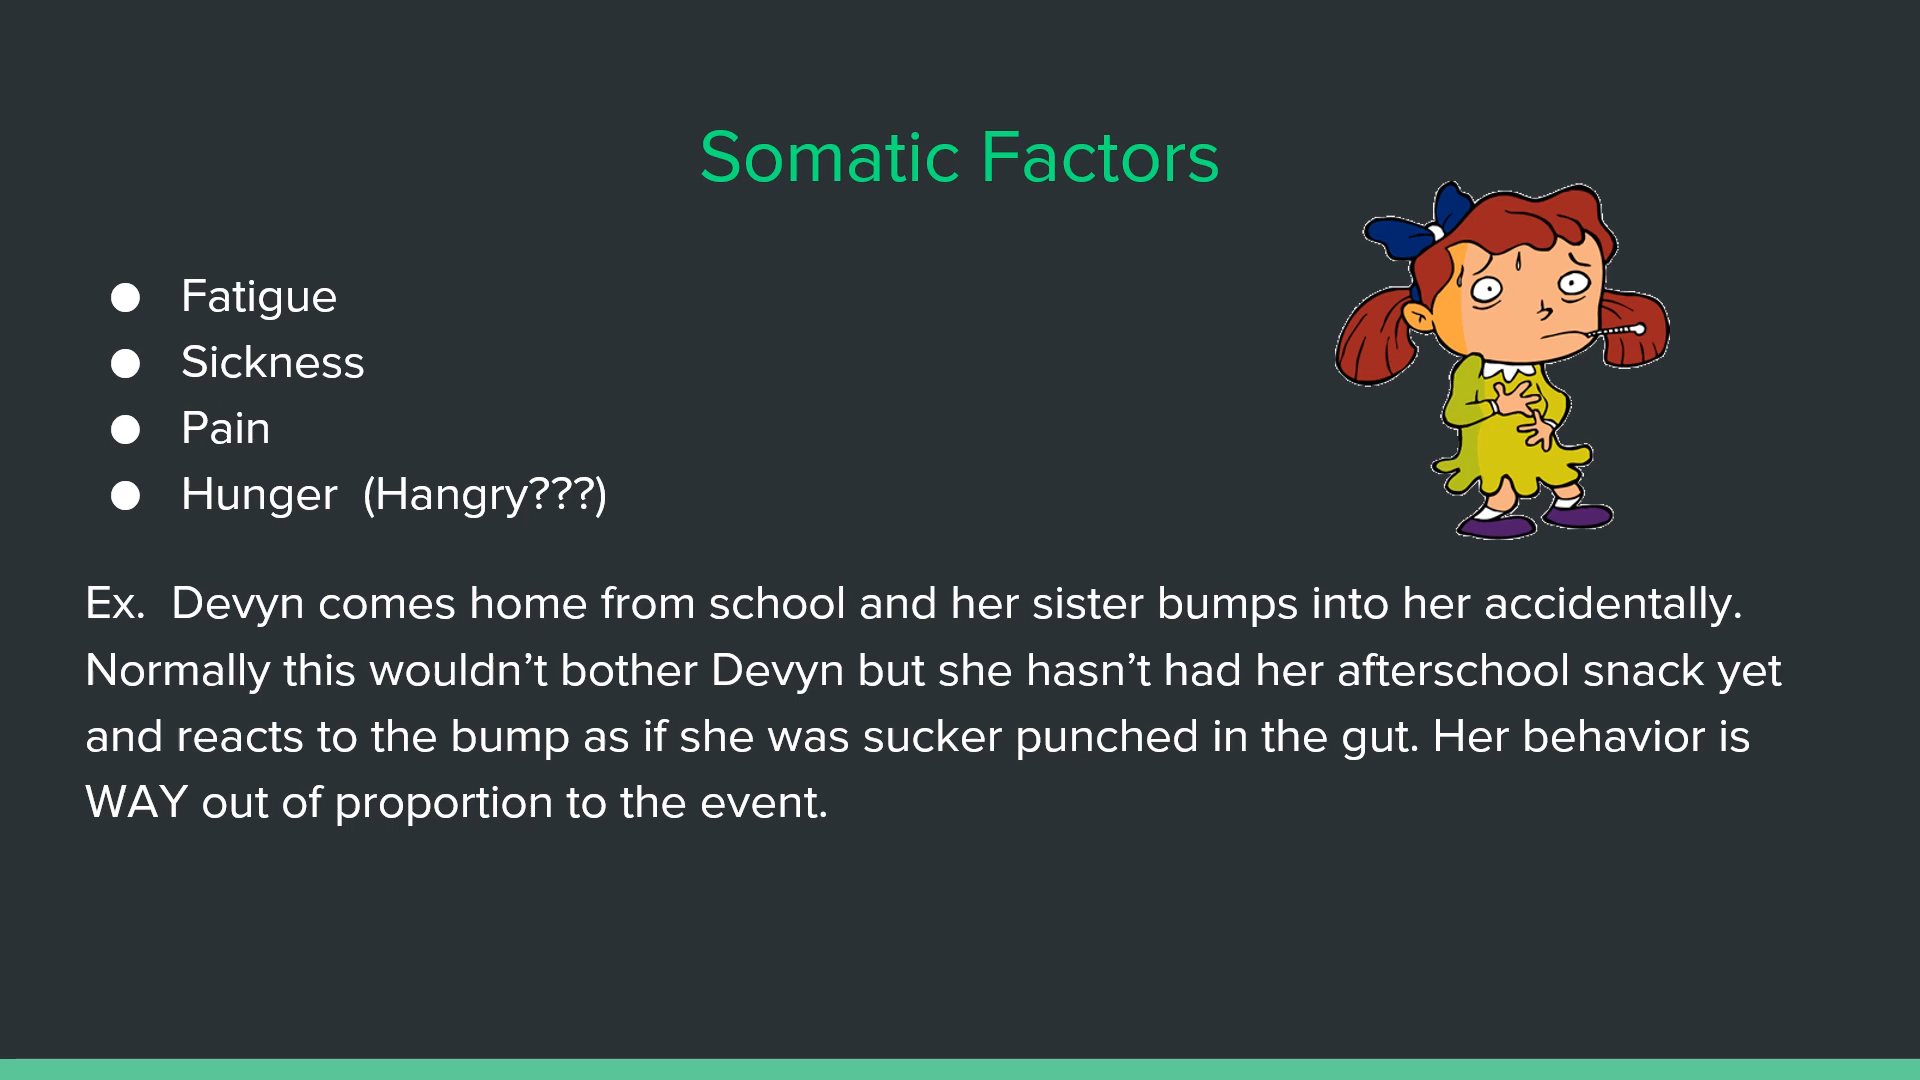 Somatic Factors
● Fatigue
● Sickness
● Pain
● Hunger  (Hangry???)
Ex.  Devyn comes home from school and her sister bumps into her accidentally.
Normally this wouldn’t bother Devyn but she hasn’t had her afterschool snack yet
and reacts to the bump as if she was sucker punched in the gut. Her behavior is
WAY out of proportion to the event.